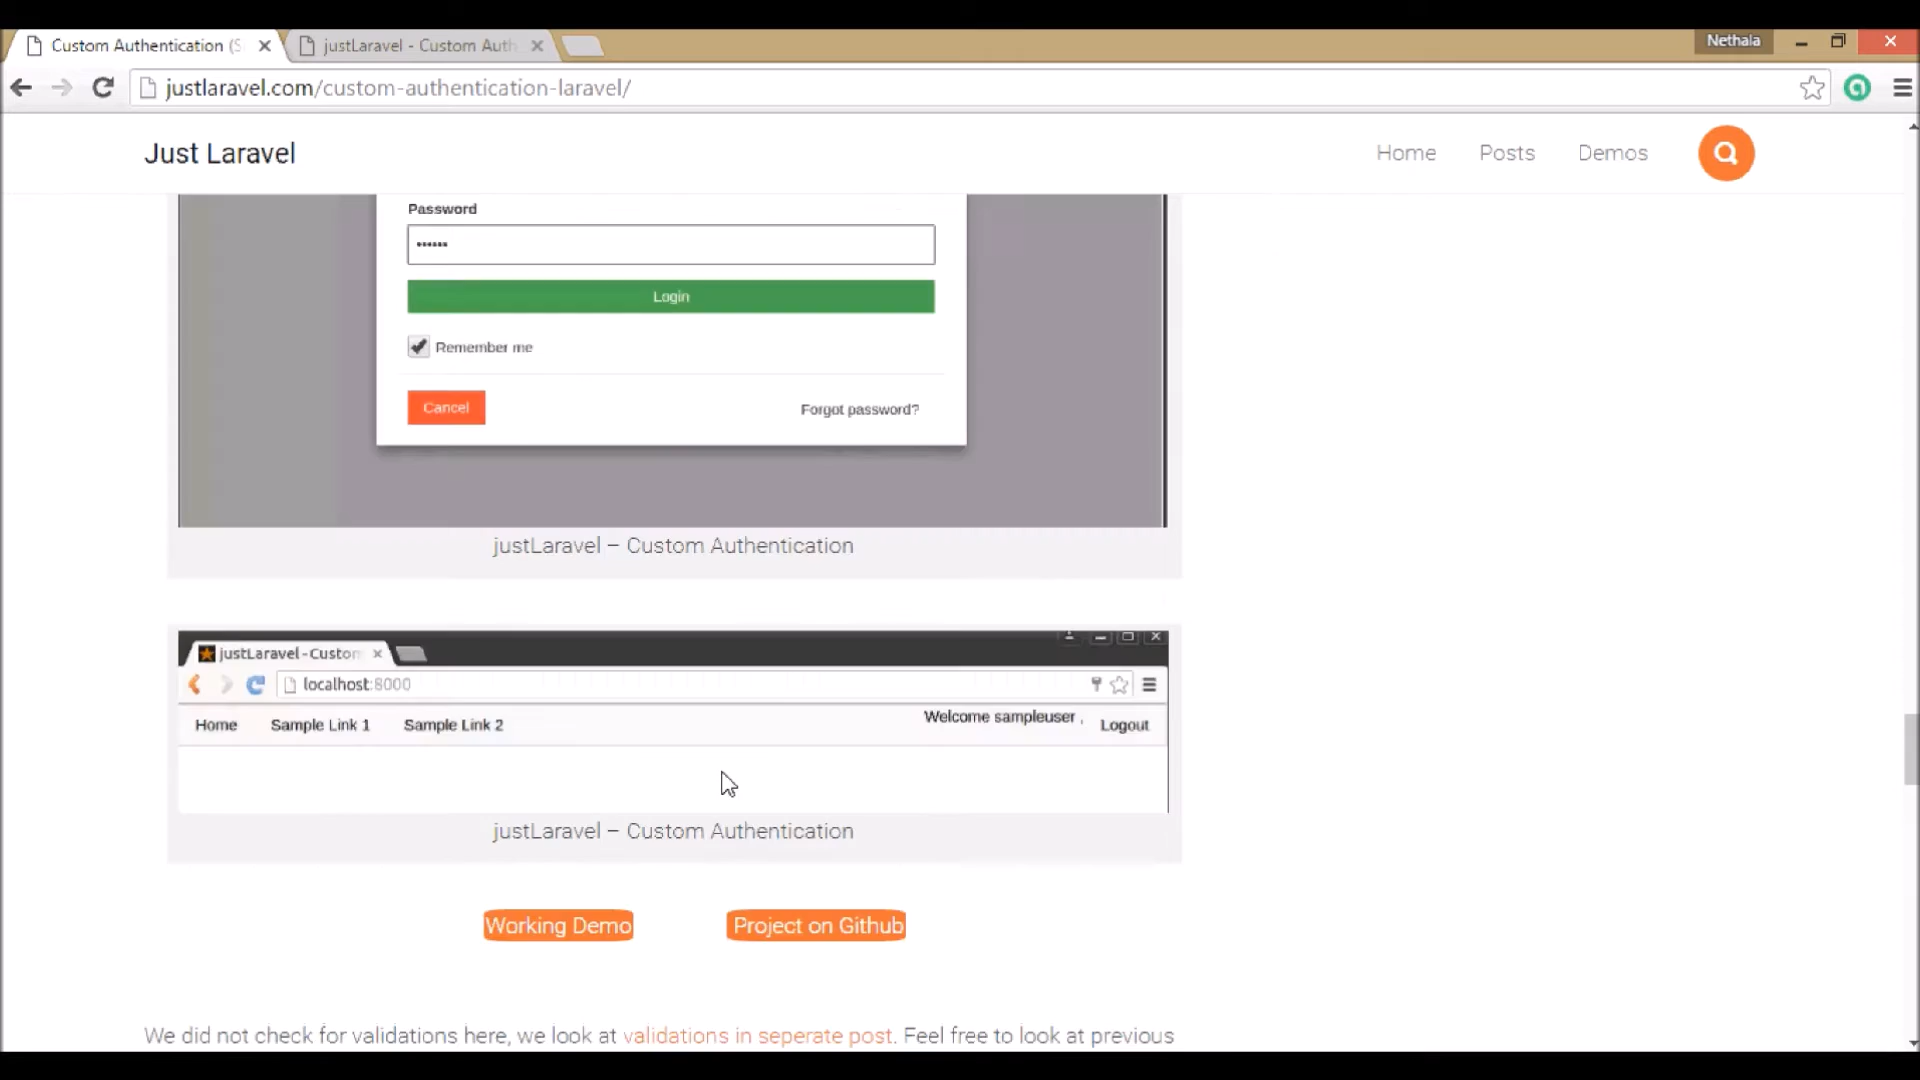 Custom Authentication (S
justLaravel - Custom Auth
Nethala
justlaravel.com/custom-authentication-laravel/
Just Laravel
Home
Posts
Demos
Password
Login
Remember me
Cancel
Forgot password?
justLaravel – Custom Authentication
justLaravel - Custom
localhost:8000
Home
Sample Link 1
Sample Link 2
Welcome sampleuser ,
Logout
justLaravel – Custom Authentication
Working Demo
Project on Github
We did not check for validations here, we look at validations in seperate post. Feel free to look at previous